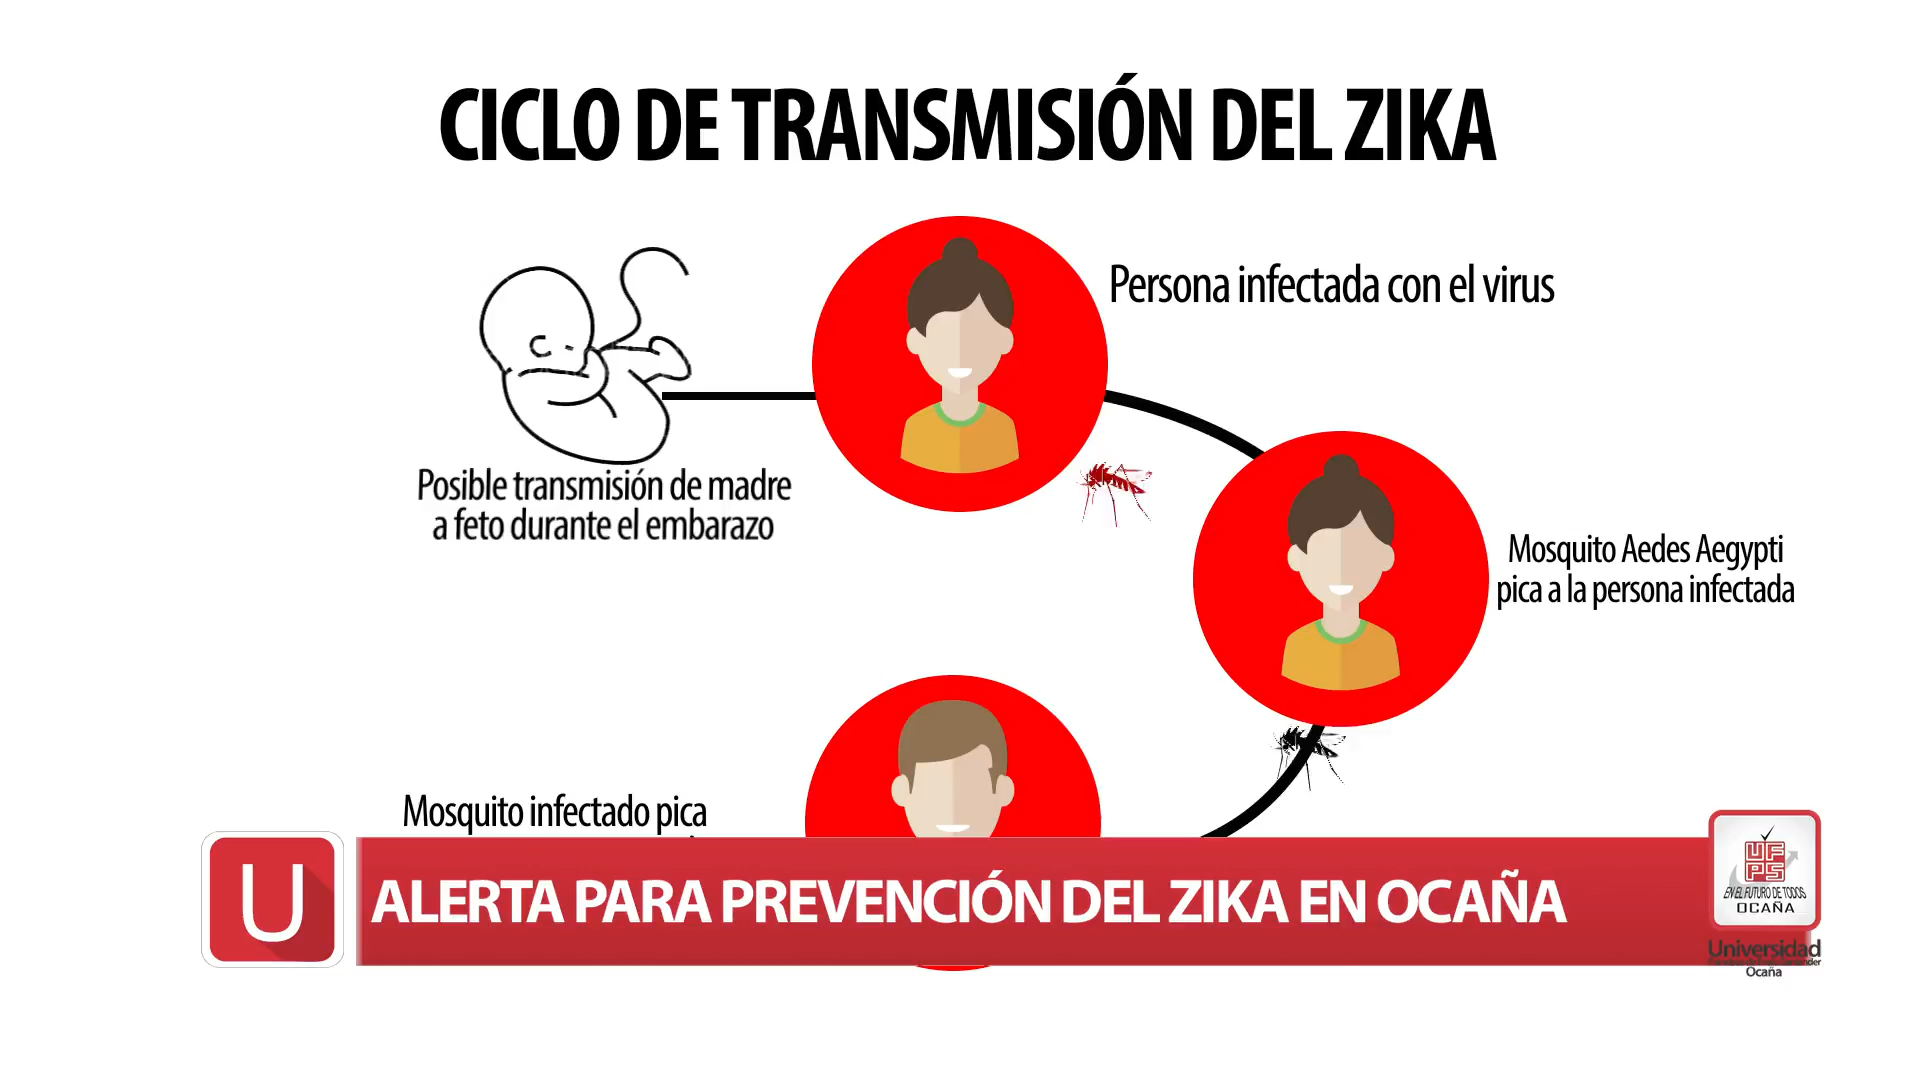 CICLO DE TRANSMISIÓN DEL ZIKA
Persona infectada con el virus
Posible transmisión de madre
a feto durante el embarazo
Mosquito Aedes Aegypti
pica a la persona infectada
Mosquito infectado pica
U
ALERTA PARA PREVENCIÓN DEL ZIKA EN OCAÑA
UF
PS
EN EL FUTURO DE TODOS
OCAÑA
Universidad
Ocaña